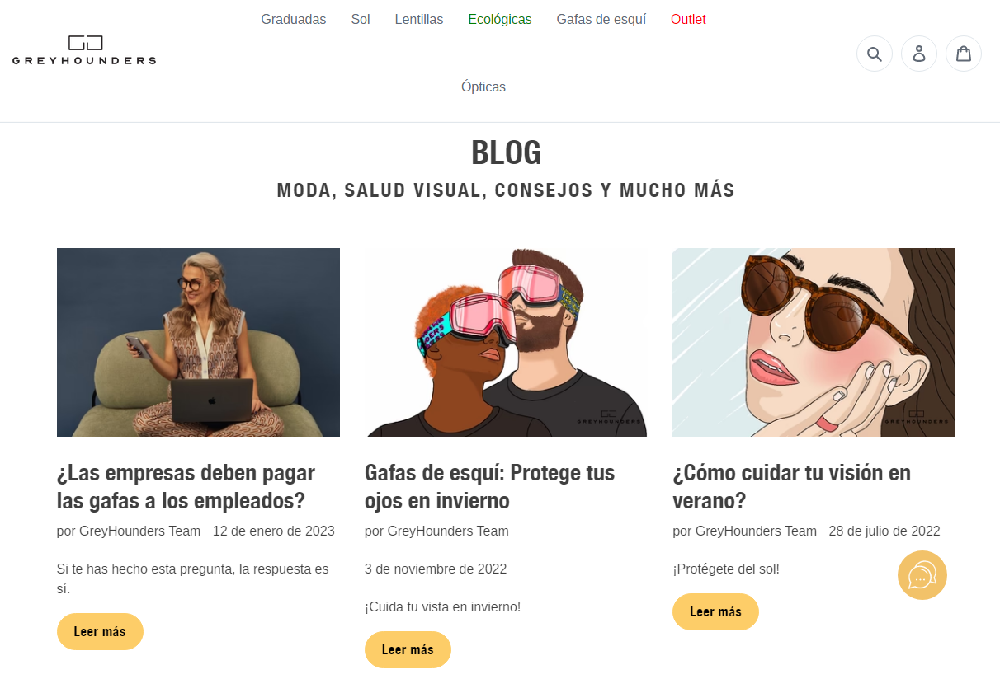 Graduadas Sol Lentillas Ecológicas Gafas de esquí Outlet
GREYHOUNDERS
Ópticas
BLOG
MODA, SALUD VISUAL, CONSEJOS Y MUCHO MÁS
GREYHOUNDERS
GREYHOUNDERS
¿Las empresas deben pagar
las gafas a los empleados?
por GreyHounders Team 12 de enero de 2023
Si te has hecho esta pregunta, la respuesta es
sí.
Leer más
Gafas de esquí: Protege tus
ojos en invierno
por GreyHounders Team
3 de noviembre de 2022
¡Cuida tu vista en invierno!
Leer más
¿Cómo cuidar tu visión en
verano?
por GreyHounders Team 28 de julio de 2022
¡Protégete del sol!
Leer más